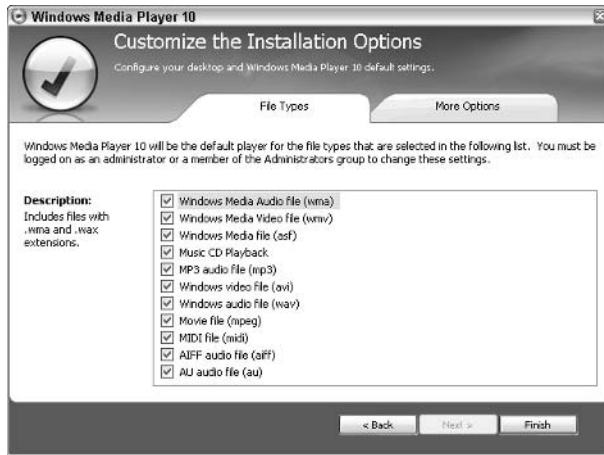 Windows Media Player 10
Customize the Installation Options
Configure your desktop and Windows Media Player 10 default settings.
File Types
More Options
Windows Media Player 10 will be the default player for the file types that are selected in the following list. You must be
logged on as an administrator or a member of the Administrators group to change these settings.
Description:
Includes files with
.wma and .wax
extensions.
Windows Media Audio file (wma)
Windows Media Video file (wmv)
Windows Media file (asf)
Music CD Playback
MP3 audio file (mp3)
Windows video file (avi)
Windows audio file (wav)
Movie file (mpeg)
MIDI file (midi)
AIFF audio file (aiff)
AU audio file (au)
< Back
Next >
Finish